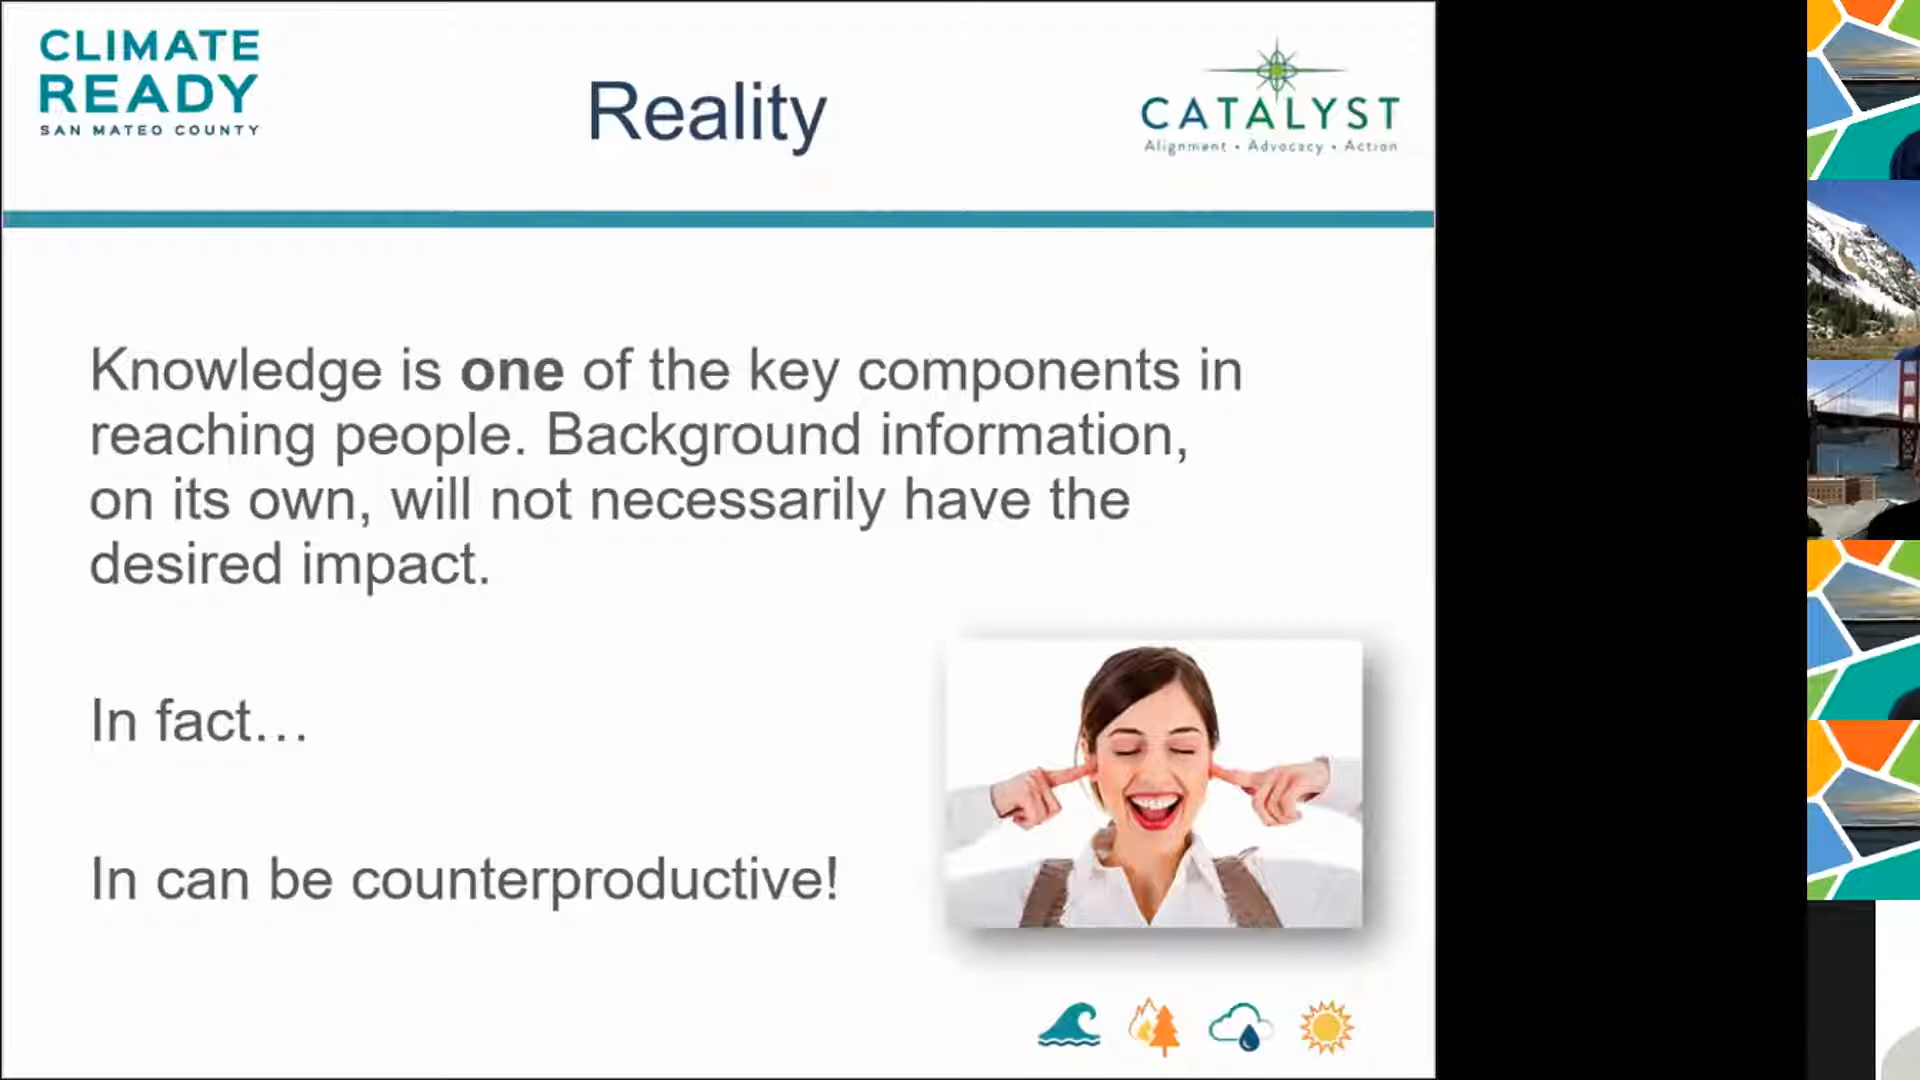 CLIMATE
READY
SAN MATEO COUNTY
Reality
CATALYST
Alignment • Advocacy • Action
Knowledge is one of the key components in
reaching people. Background information,
on its own, will not necessarily have the
desired impact.
In fact…
In can be counterproductive!